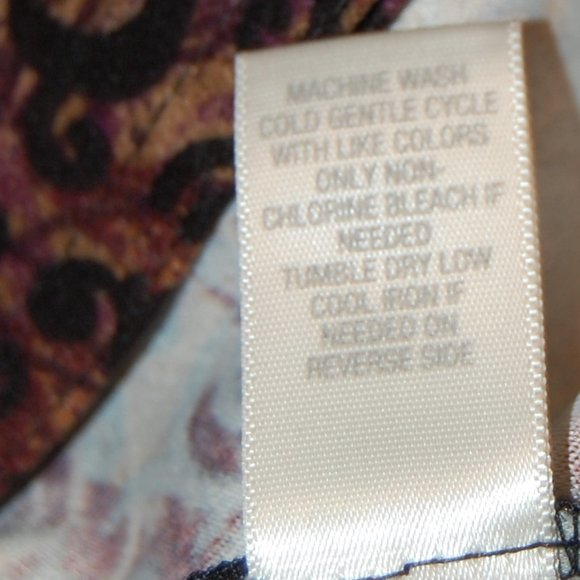 MACHINE WASH
COLD GENTLE CYCLE
WITH LIKE COLORS
ONLY NON-
CHLORINE BLEACH IF
NEEDED
TUMBLE DRY LOW
COOL IRON IF
NEEDED ON
REVERSE SIDE